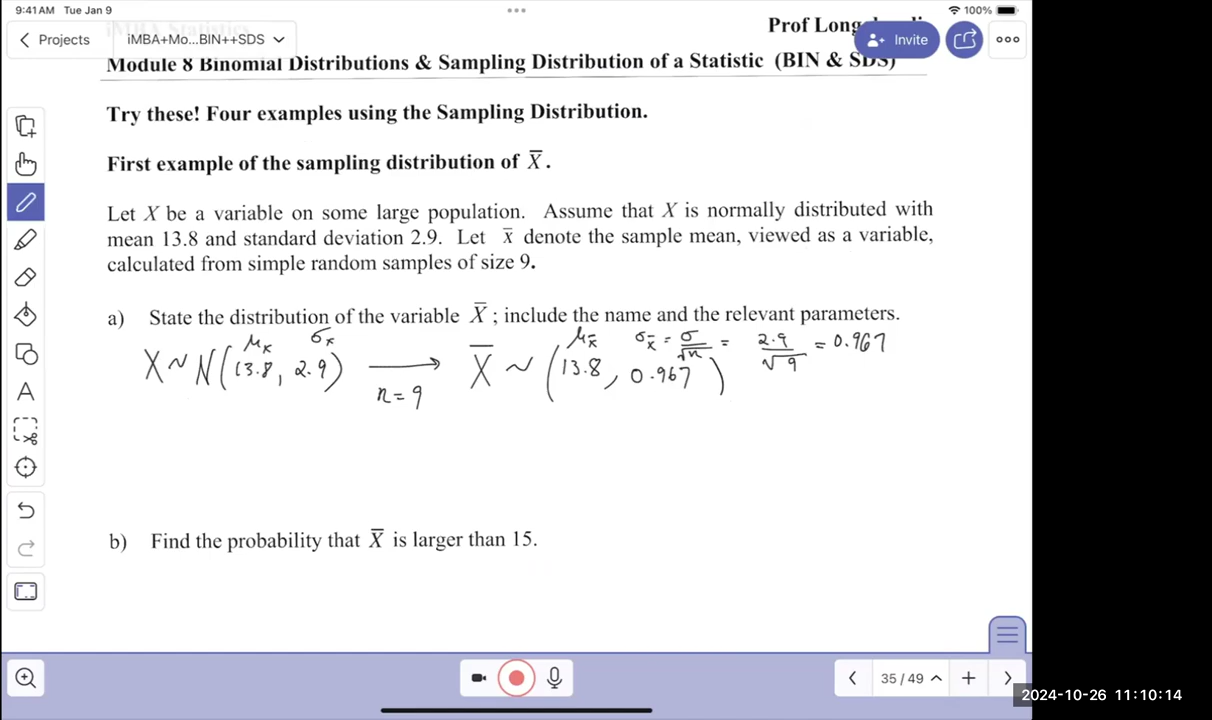 9:41 AM Tue Jan 9
100%
Projects
iMBA+Mo...BIN++SDS
Prof Long
Invite
Module 8 Binomial Distributions & Sampling Distribution of a Statistic (BIN & SDS)
Try these! Four examples using the Sampling Distribution.
First example of the sampling distribution of X̅.
Let X be a variable on some large population. Assume that X is normally distributed with
mean 13.8 and standard deviation 2.9. Let x̅ denote the sample mean, viewed as a variable,
calculated from simple random samples of size 9.
a) State the distribution of the variable X̅; include the name and the relevant parameters.
μx σx μx̅ σx̅ = σ/√n = 2.9/√9 = 0.967
X ~ N(13.8, 2.9) → X̅ ~ (13.8, 0.967)
n = 9
b) Find the probability that X̅ is larger than 15.
A
35 / 49
2024-10-26 11:10:14